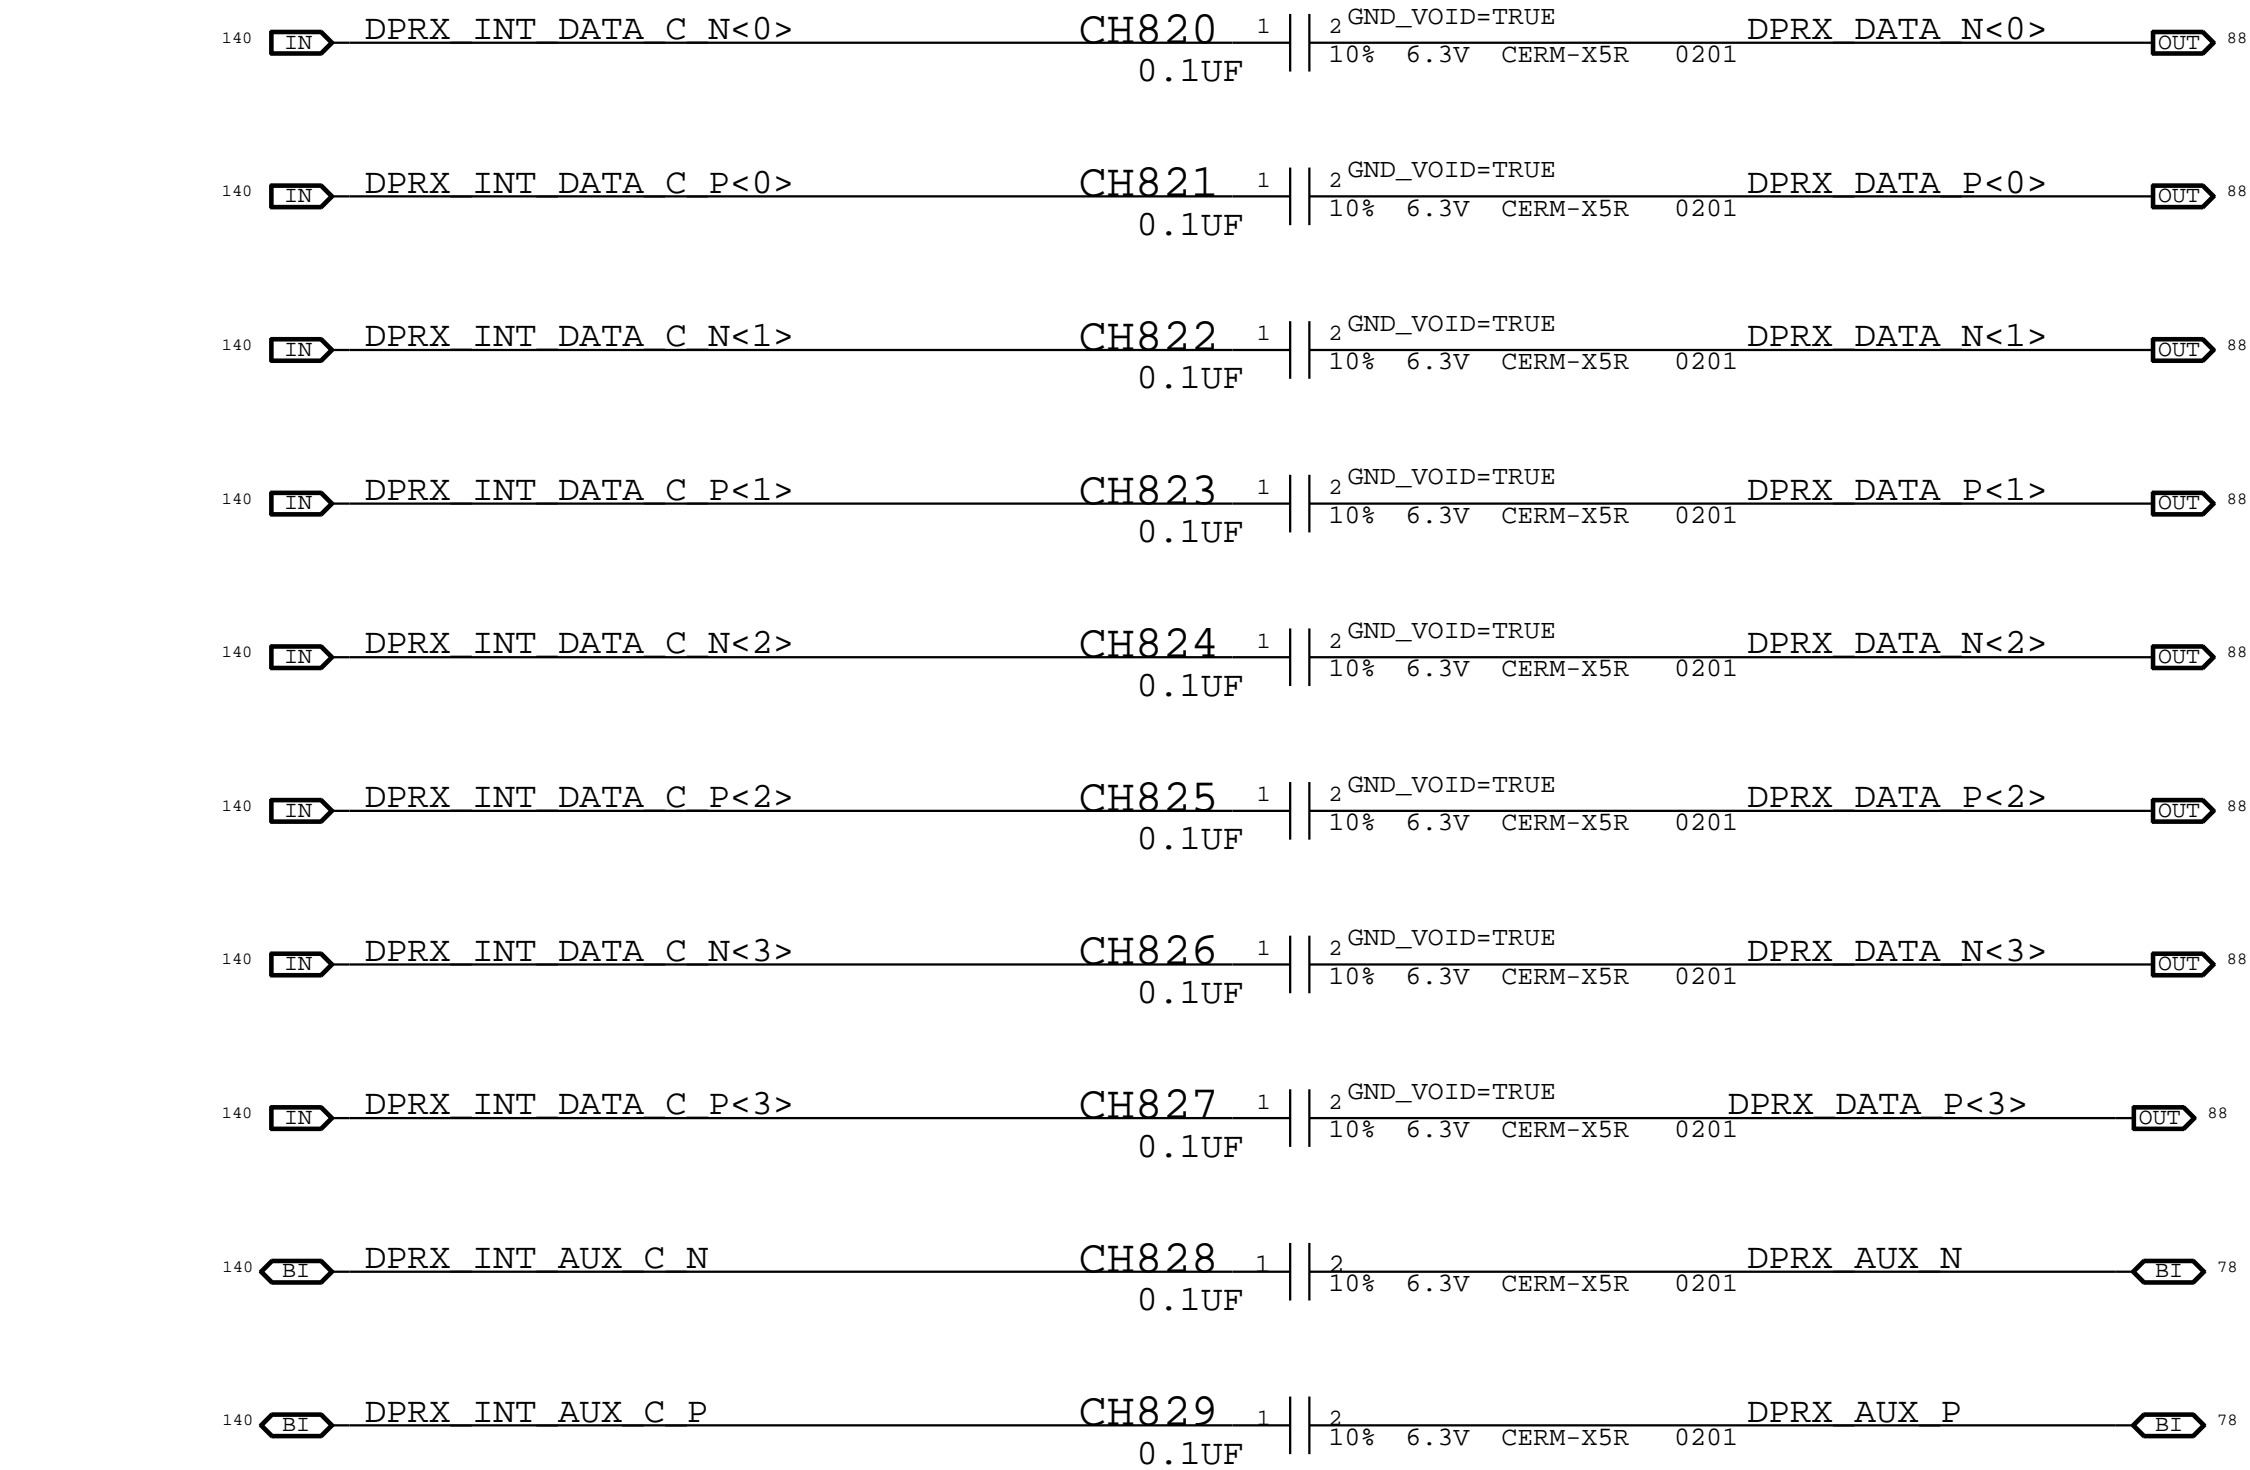 140 IN DPRX_INT_DATA_C_N<0> CH820 1 2 GND_VOID=TRUE DPRX_DATA_N<0> OUT 88
0.1UF 10% 6.3V CERM-X5R 0201
140 IN DPRX_INT_DATA_C_P<0> CH821 1 2 GND_VOID=TRUE DPRX_DATA_P<0> OUT 88
0.1UF 10% 6.3V CERM-X5R 0201
140 IN DPRX_INT_DATA_C_N<1> CH822 1 2 GND_VOID=TRUE DPRX_DATA_N<1> OUT 88
0.1UF 10% 6.3V CERM-X5R 0201
140 IN DPRX_INT_DATA_C_P<1> CH823 1 2 GND_VOID=TRUE DPRX_DATA_P<1> OUT 88
0.1UF 10% 6.3V CERM-X5R 0201
140 IN DPRX_INT_DATA_C_N<2> CH824 1 2 GND_VOID=TRUE DPRX_DATA_N<2> OUT 88
0.1UF 10% 6.3V CERM-X5R 0201
140 IN DPRX_INT_DATA_C_P<2> CH825 1 2 GND_VOID=TRUE DPRX_DATA_P<2> OUT 88
0.1UF 10% 6.3V CERM-X5R 0201
140 IN DPRX_INT_DATA_C_N<3> CH826 1 2 GND_VOID=TRUE DPRX_DATA_N<3> OUT 88
0.1UF 10% 6.3V CERM-X5R 0201
140 IN DPRX_INT_DATA_C_P<3> CH827 1 2 GND_VOID=TRUE DPRX_DATA_P<3> OUT 88
0.1UF 10% 6.3V CERM-X5R 0201
140 BI DPRX_INT_AUX_C_N CH828 1 2 DPRX_AUX_N BI 78
0.1UF 10% 6.3V CERM-X5R 0201
140 BI DPRX_INT_AUX_C_P CH829 1 2 DPRX_AUX_P BI 78
0.1UF 10% 6.3V CERM-X5R 0201